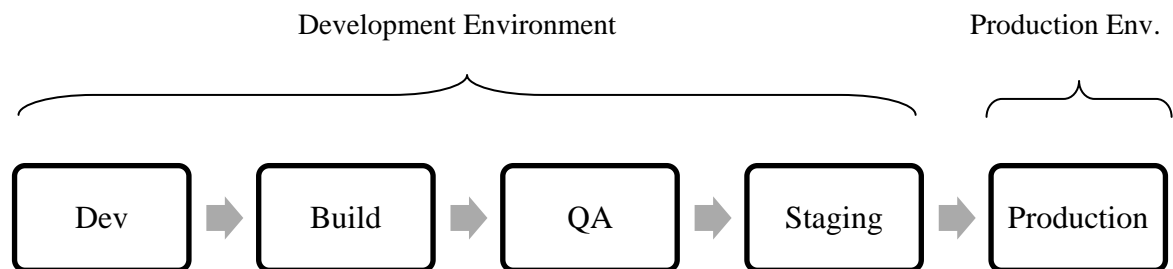 Development Environment
Production Env.
Dev
Build
QA
Staging
Production